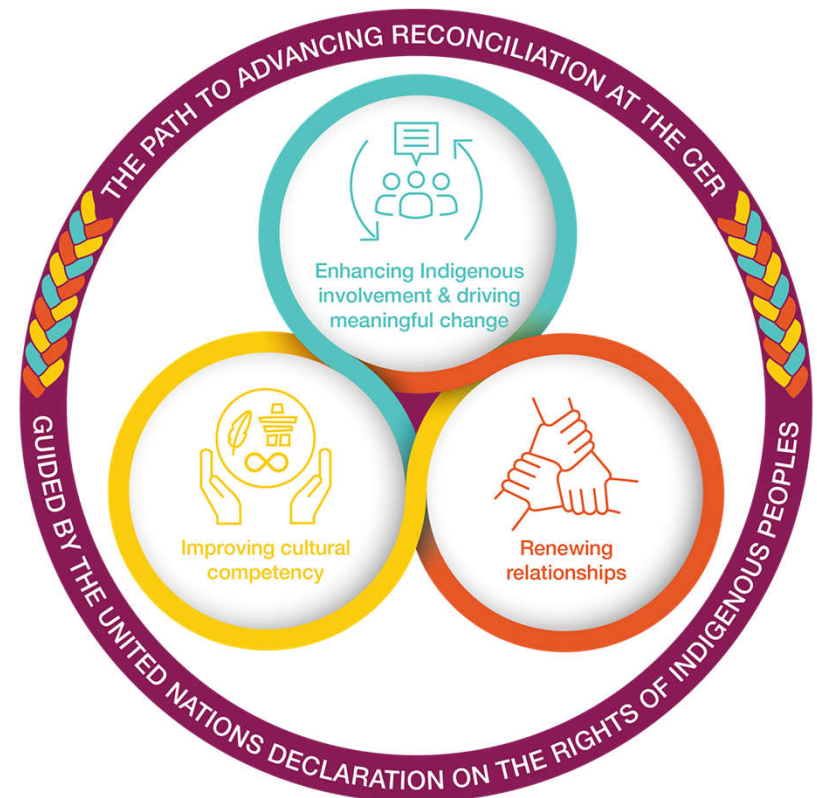 THE PATH TO ADVANCING RECONCILIATION AT THE CER
Enhancing Indigenous
involvement & driving
meaningful change
Improving cultural
competency
Renewing
relationships
GUIDED BY THE UNITED NATIONS DECLARATION ON THE RIGHTS OF INDIGENOUS PEOPLES